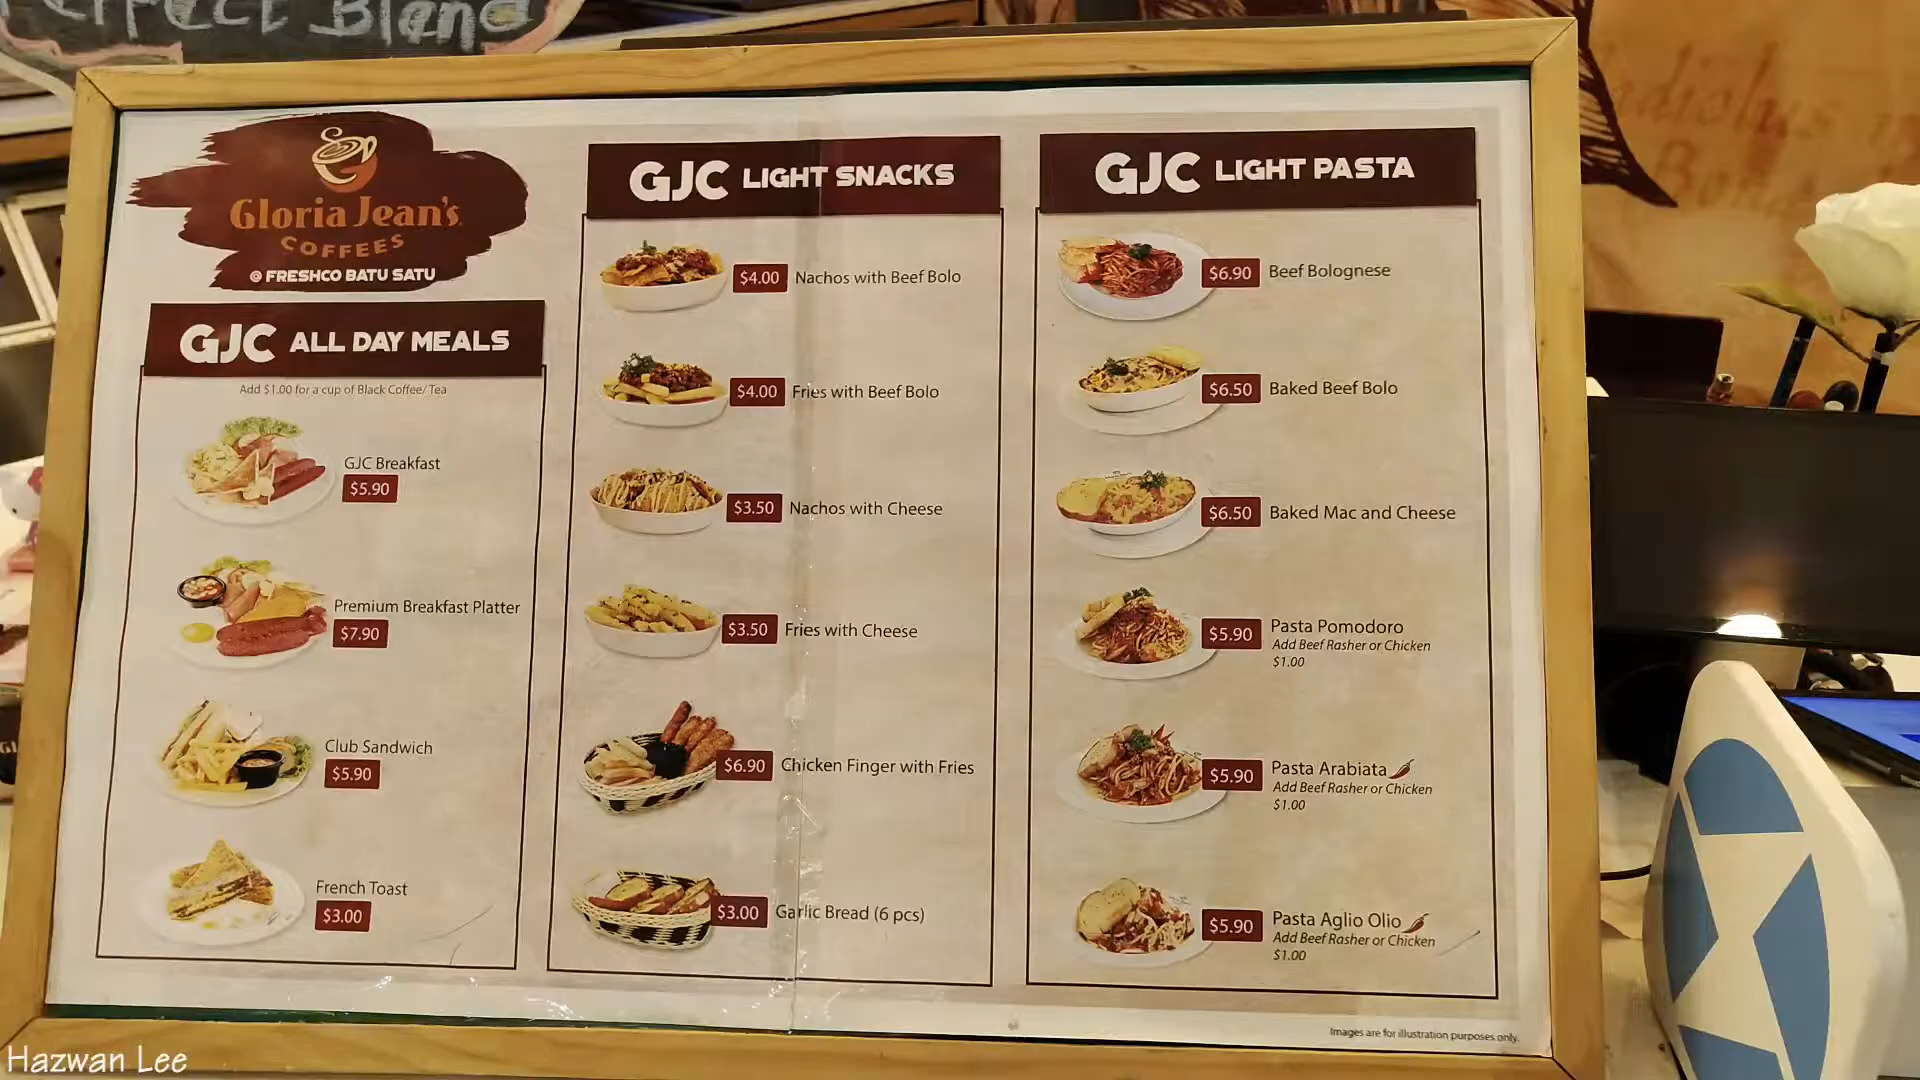 Perfect Blend
Gloria Jean's
COFFEES
@ FRESHCO BATU SATU
GJC ALL DAY MEALS
Add $1.00 for a cup of Black Coffee/ Tea
GJC Breakfast
$5.90
Premium Breakfast Platter
$7.90
Club Sandwich
$5.90
French Toast
$3.00
GJC LIGHT SNACKS
$4.00 Nachos with Beef Bolo
$4.00 Fries with Beef Bolo
$3.50 Nachos with Cheese
$3.50 Fries with Cheese
$6.90 Chicken Finger with Fries
$3.00 Garlic Bread (6 pcs)
GJC LIGHT PASTA
$6.90 Beef Bolognese
$6.50 Baked Beef Bolo
$6.50 Baked Mac and Cheese
$5.90 Pasta Pomodoro
Add Beef Rasher or Chicken
$1.00
$5.90 Pasta Arabiata
Add Beef Rasher or Chicken
$1.00
$5.90 Pasta Aglio Olio
Add Beef Rasher or Chicken
$1.00
Images are for illustration purposes only.
Hazwan Lee